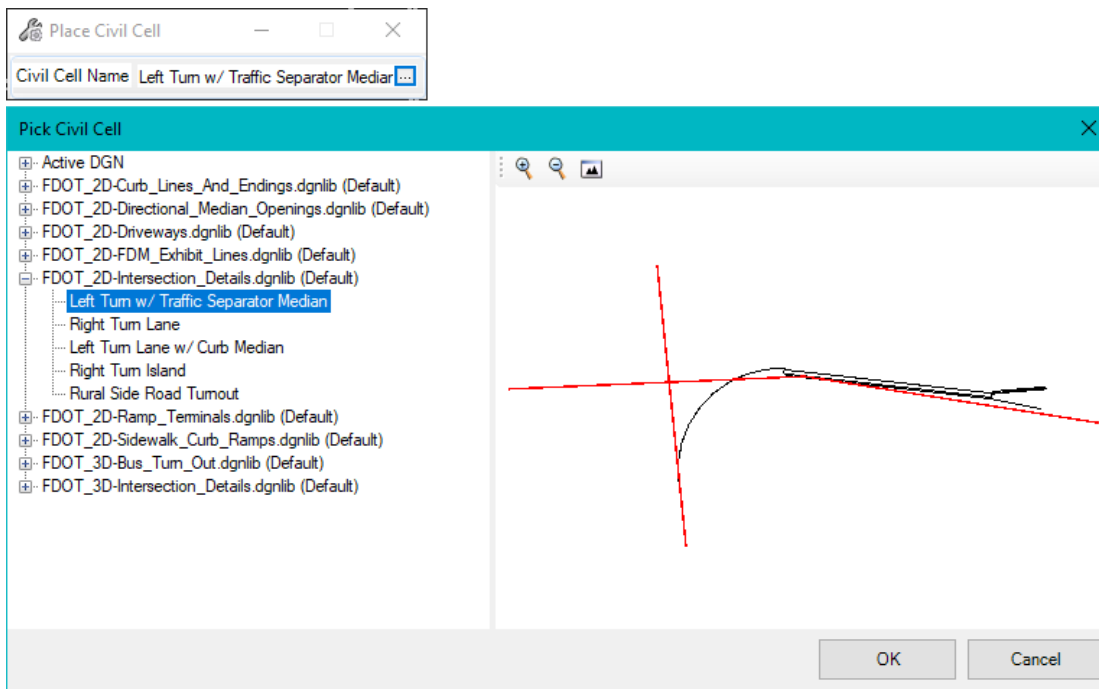 Place Civil Cell
Civil Cell Name Left Turn w/ Traffic Separator Median ...
Pick Civil Cell
Active DGN
FDOT_2D-Curb_Lines_And_Endings.dgnlib (Default)
FDOT_2D-Directional_Median_Openings.dgnlib (Default)
FDOT_2D-Driveways.dgnlib (Default)
FDOT_2D-FDM_Exhibit_Lines.dgnlib (Default)
FDOT_2D-Intersection_Details.dgnlib (Default)
Left Turn w/ Traffic Separator Median
Right Turn Lane
Left Turn Lane w/ Curb Median
Right Turn Island
Rural Side Road Turnout
FDOT_2D-Ramp_Terminals.dgnlib (Default)
FDOT_2D-Sidewalk_Curb_Ramps.dgnlib (Default)
FDOT_3D-Bus_Turn_Out.dgnlib (Default)
FDOT_3D-Intersection_Details.dgnlib (Default)
OK Cancel